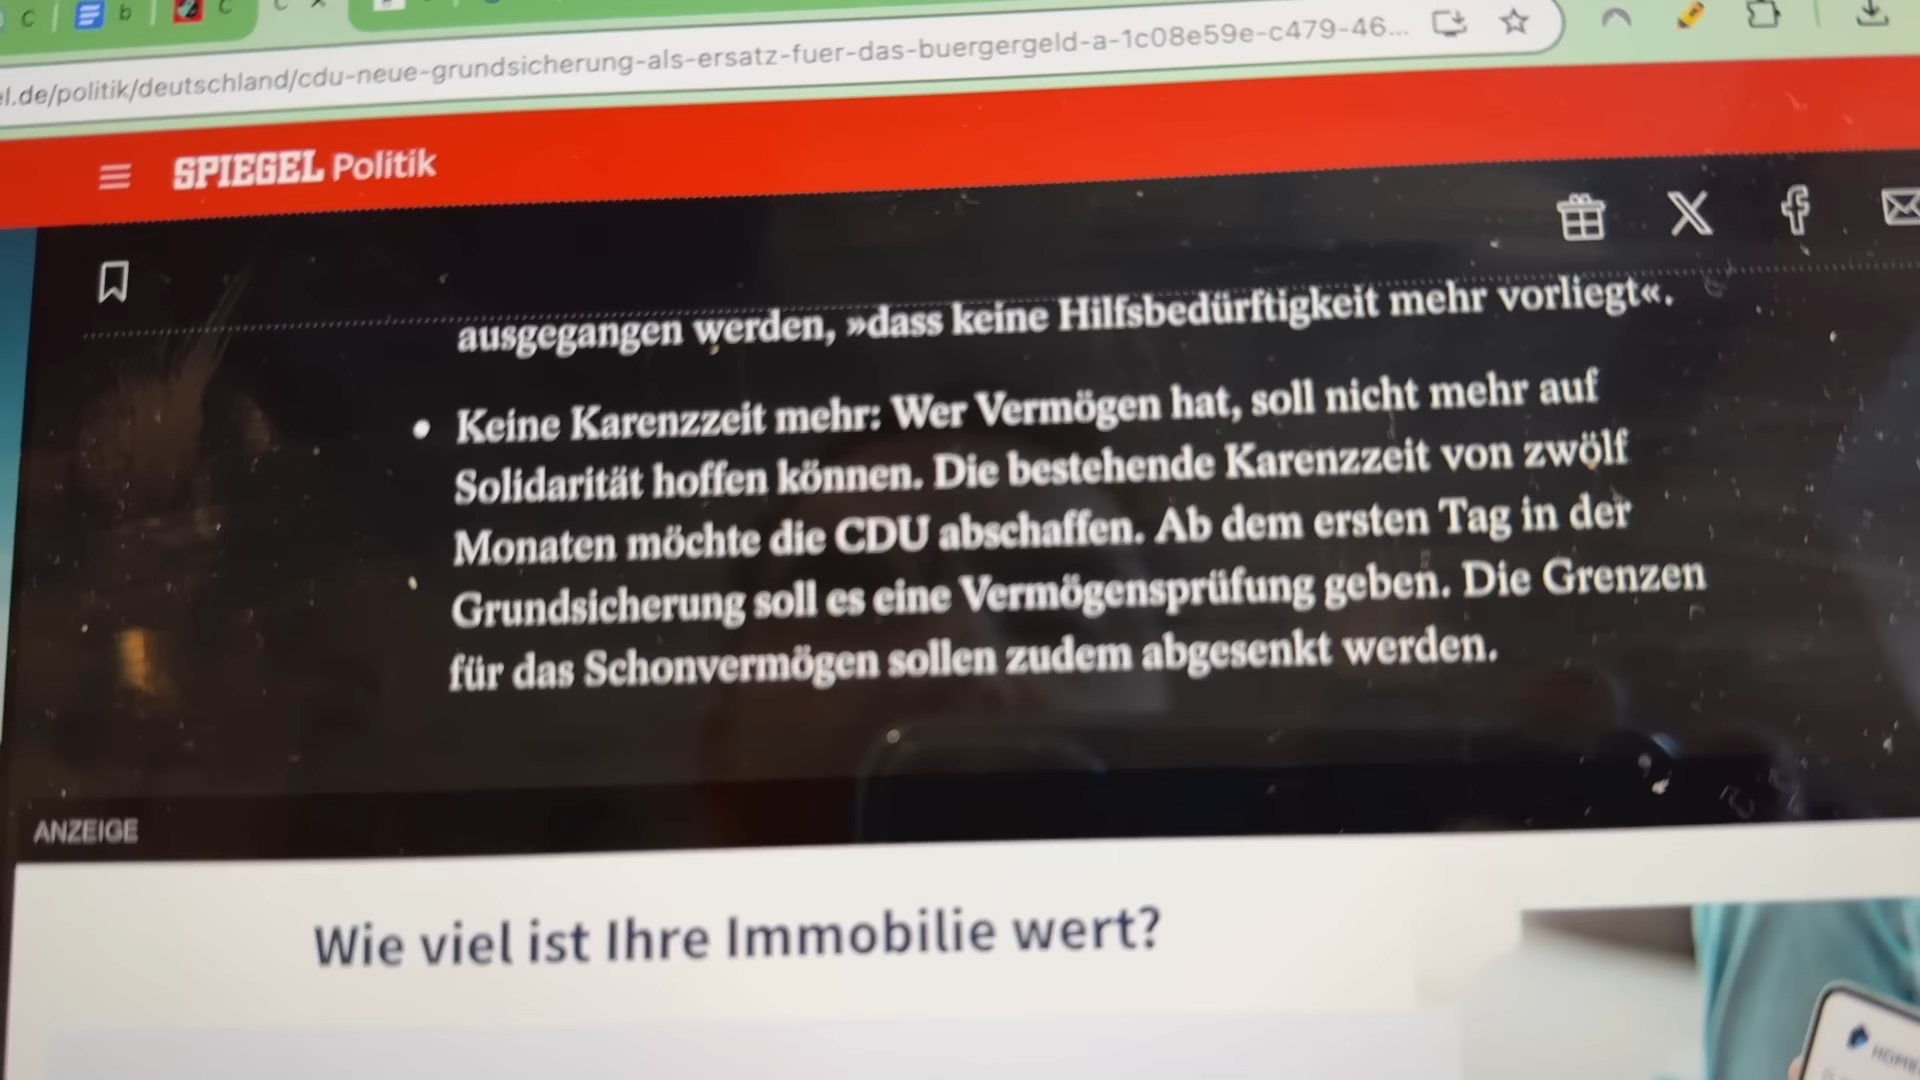 el.de/politik/deutschland/cdu-neue-grundsicherung-als-ersatz-fuer-das-buergergeld-a-1c08e59e-c479-46...
SPIEGEL Politik
ausgegangen werden, »dass keine Hilfsbedürftigkeit mehr vorliegt«.
• Keine Karenzzeit mehr: Wer Vermögen hat, soll nicht mehr auf
Solidarität hoffen können. Die bestehende Karenzzeit von zwölf
Monaten möchte die CDU abschaffen. Ab dem ersten Tag in der
Grundsicherung soll es eine Vermögensprüfung geben. Die Grenzen
für das Schonvermögen sollen zudem abgesenkt werden.
ANZEIGE
Wie viel ist Ihre Immobilie wert?